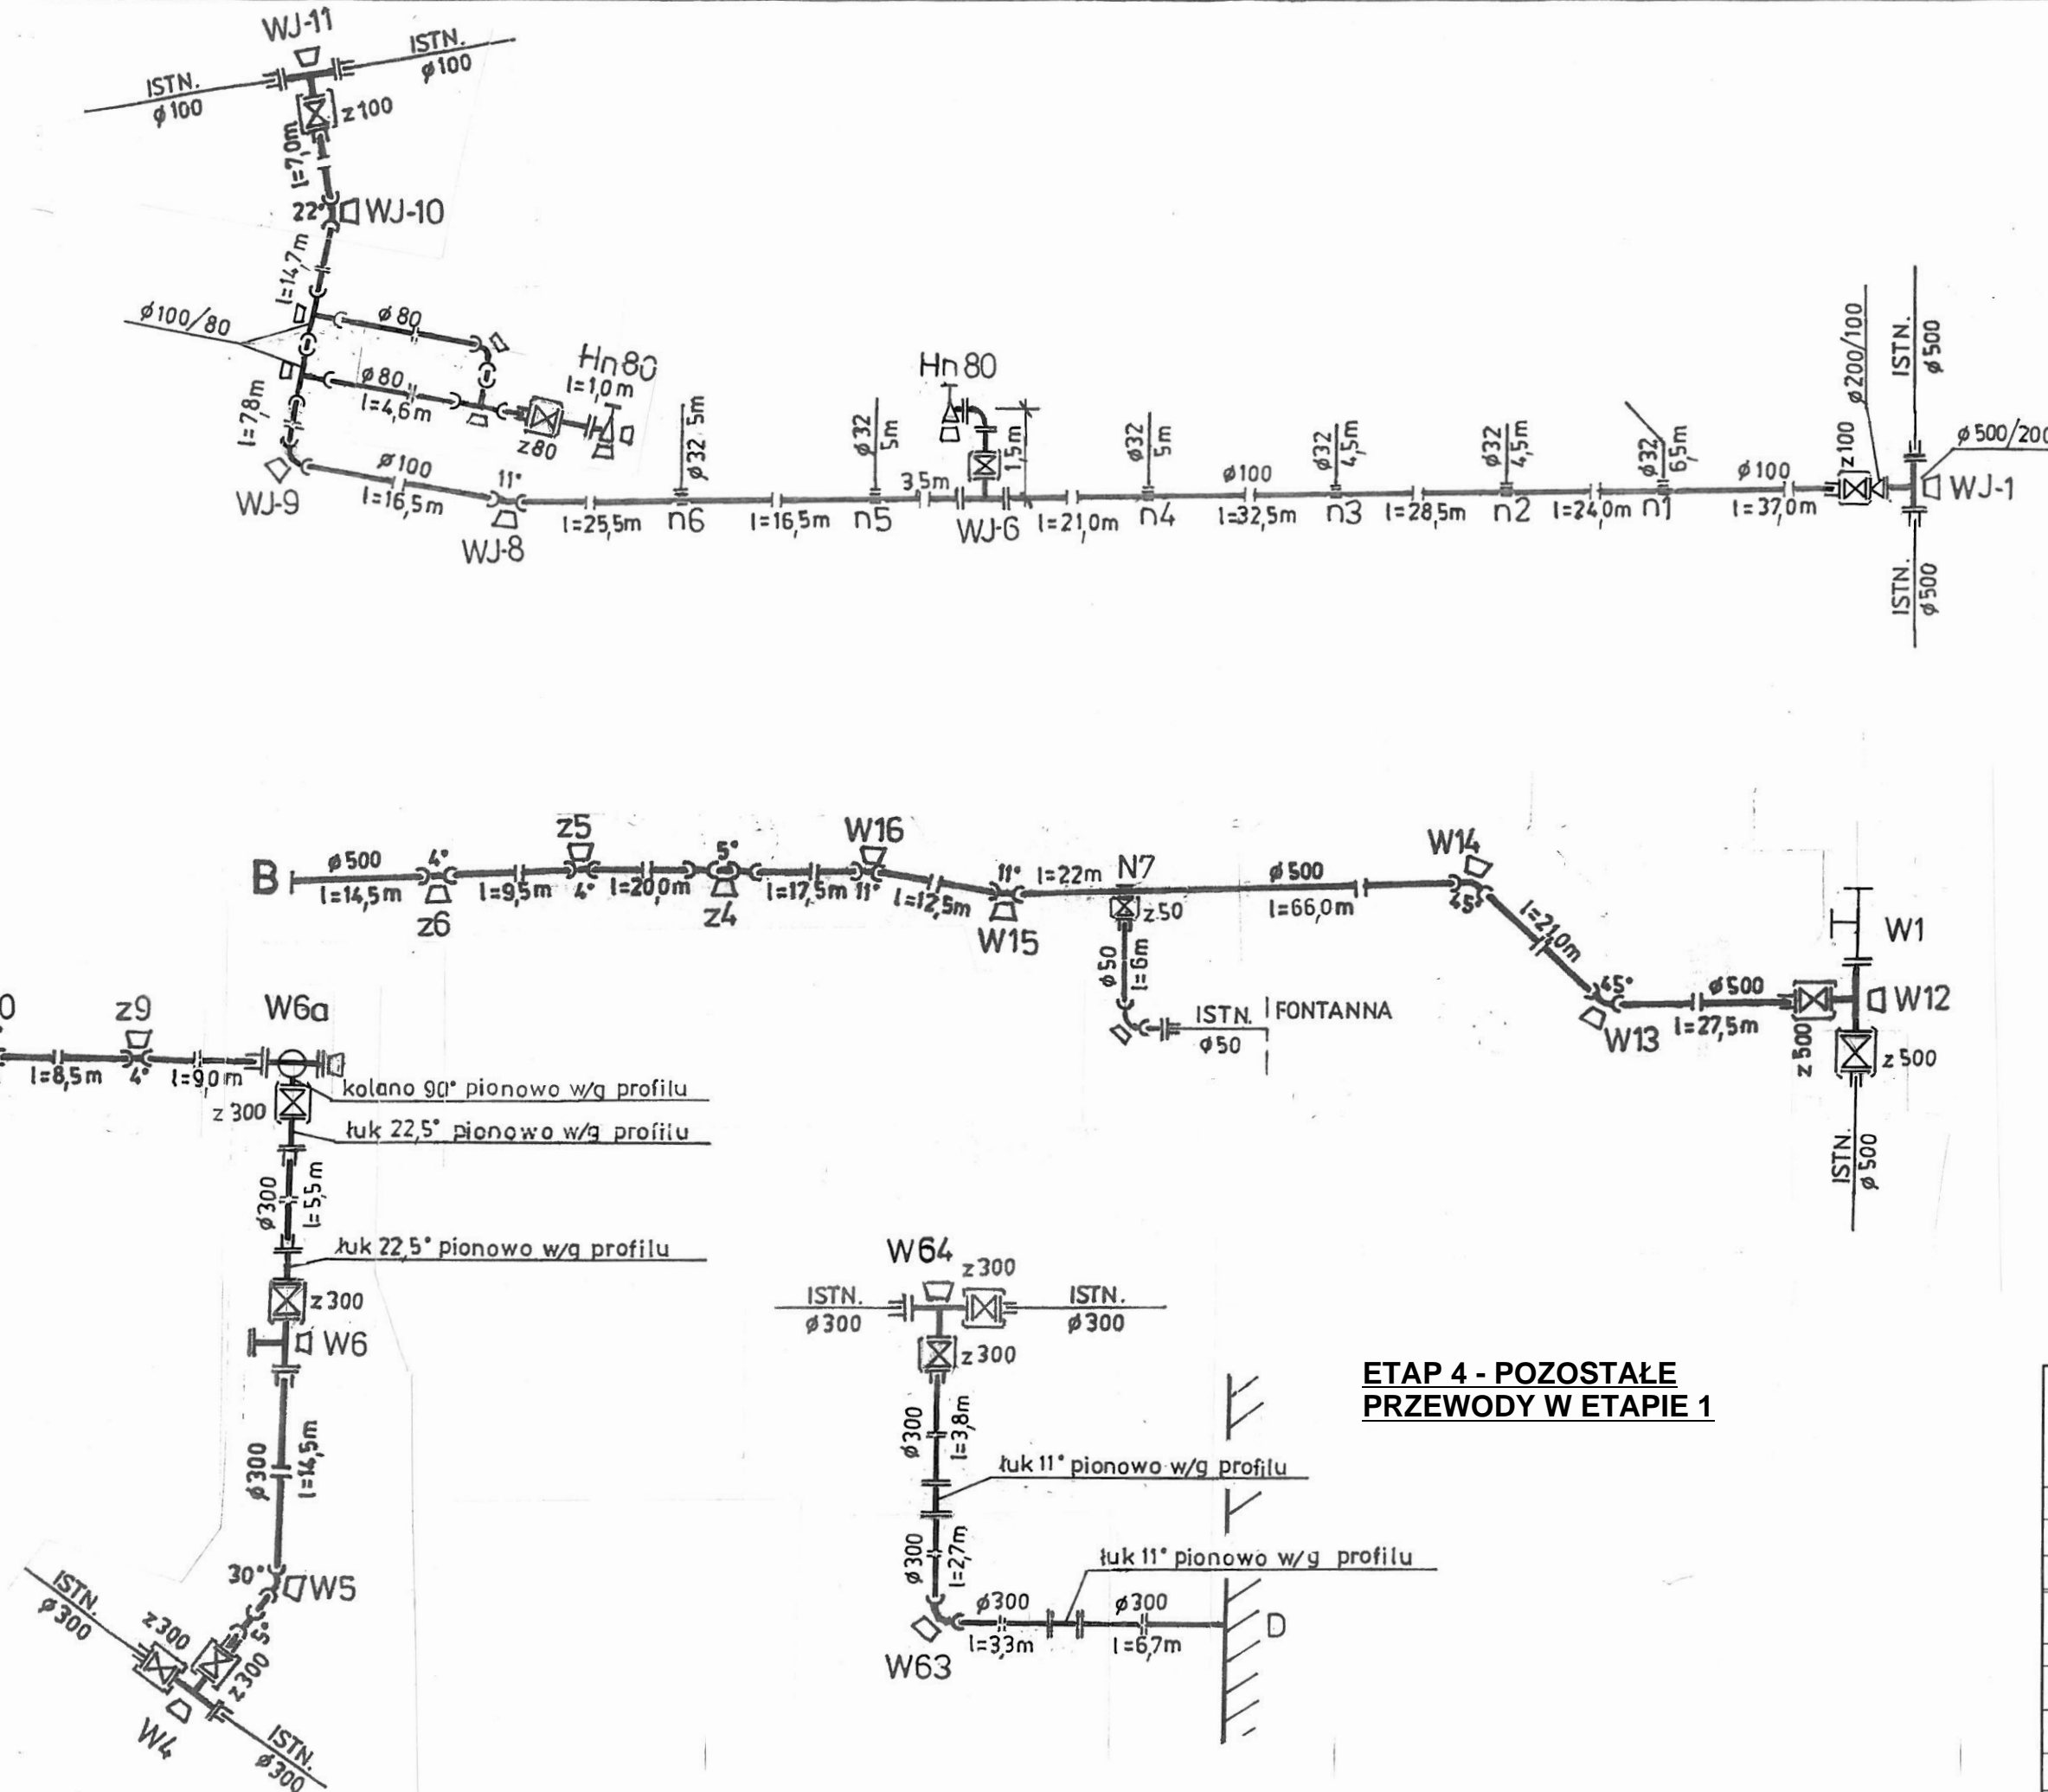 WJ-11
ISTN.
ø100
ISTN.
ø100
z100
l=7,0m
22°
WJ-10
l=14,7m
ø100/80
ø80
ø80
l=4,6m
Hn80
l=1,0m
z80
l=7,8m
WJ-9
ø100
l=16,5m
11°
WJ-8
l=25,5m
n6
ø32 5m
l=16,5m
n5
ø32
5m
3,5m
Hn80
1,5m
WJ-6
l=21,0m
n4
ø32
5m
ø100
l=32,5m
n3
ø32
4,5m
l=28,5m
n2
ø32
4,5m
l=24,0m
n1
ø32
6,5m
ø100
l=37,0m
z100
ø200/100
ISTN.
ø500
ø500/200
WJ-1
ISTN.
ø500
B
ø500
l=14,5m
4°
z6
l=9,5m
z5
4°
l=20,0m
5°
z4
l=17,5m
W16
11°
l=12,5m
11°
W15
l=22m
N7
z50
ø50
l=6m
ISTN.
ø50
FONTANNA
ø500
l=66,0m
W14
45°
l=21,0m
45°
W13
ø500
l=27,5m
z500
W1
W12
z500
ISTN.
ø500
0
l=8,5m
z9
4°
l=9,0m
W6a
kolano 90° pionowo w/g profilu
z300
łuk 22,5° pionowo w/g profilu
ø300
l=5,5m
łuk 22,5° pionowo w/g profilu
z300
W6
ø300
l=14,5m
30°
W5
5°
ISTN.
ø300
z300
z300
W4
ISTN.
ø300
W64
z300
ISTN.
ø300
ISTN.
ø300
z300
ø300
l=3,8m
łuk 11° pionowo w/g profilu
ø300
l=2,7m
łuk 11° pionowo w/g profilu
ø300
l=3,3m
ø300
l=6,7m
W63
D
ETAP 4 - POZOSTAŁE
PRZEWODY W ETAPIE 1